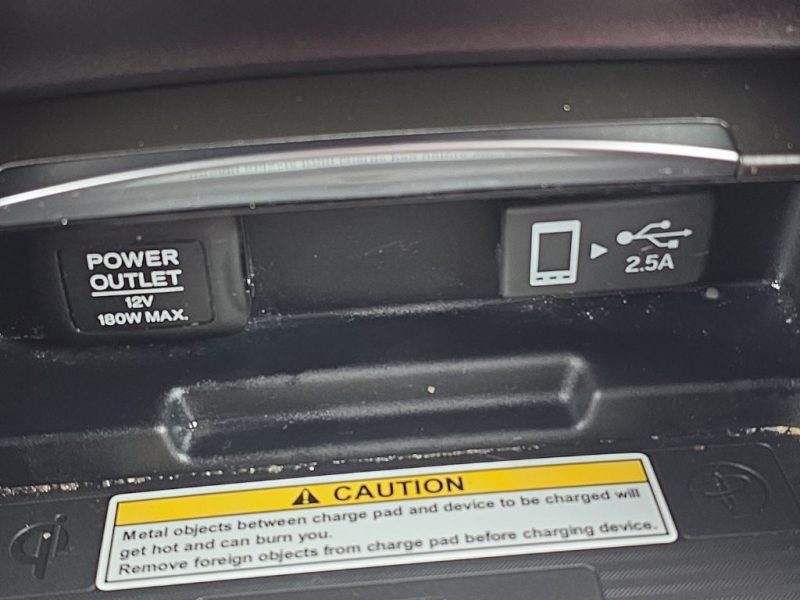 POWER
OUTLET
12V
180W MAX.
2.5A
CAUTION
Metal objects between charge pad and device to be charged will
get hot and can burn you.
Remove foreign objects from charge pad before charging device.